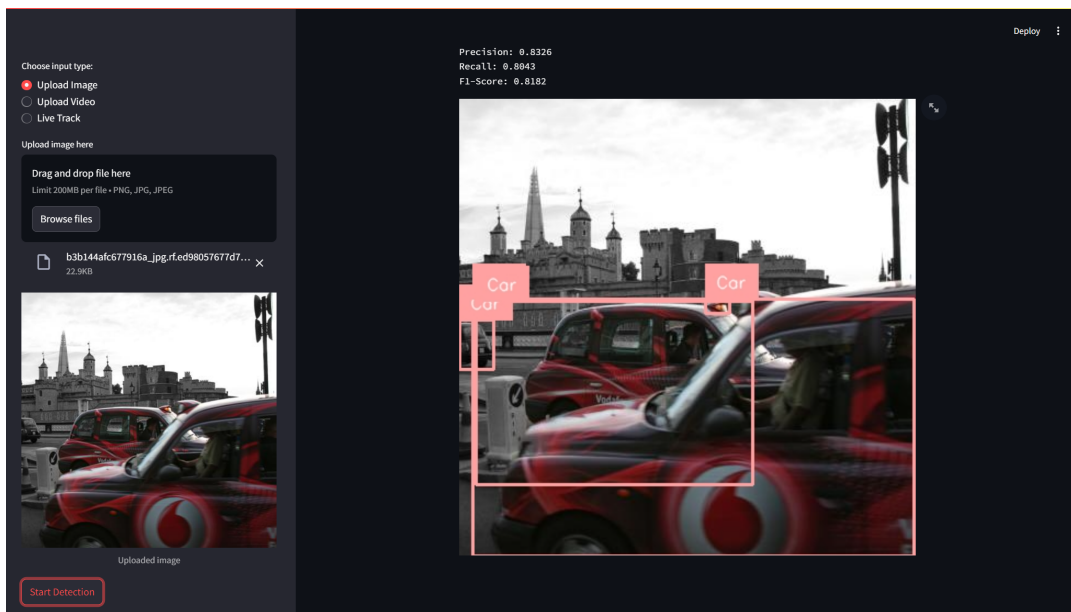 Deploy
Choose input type:
Upload Image
Upload Video
Live Track
Upload image here
Drag and drop file here
Limit 200MB per file • PNG, JPG, JPEG
Browse files
b3b144afc677916a_jpg.rf.ed98057677d7...
22.9KB
Uploaded image
Start Detection
Precision: 0.8326
Recall: 0.8043
F1-Score: 0.8182
Car
Car
Car